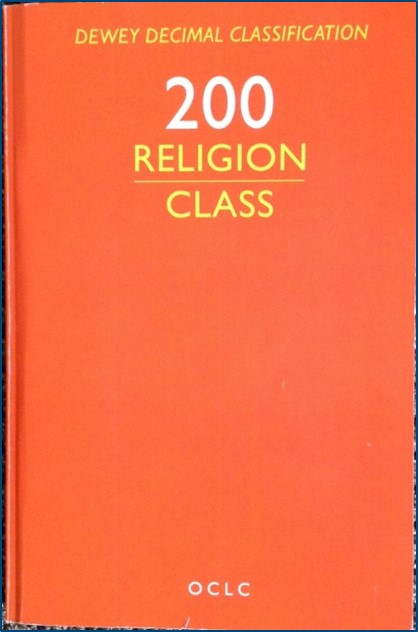 DEWEY DECIMAL CLASSIFICATION
200
RELIGION
CLASS
OCLC